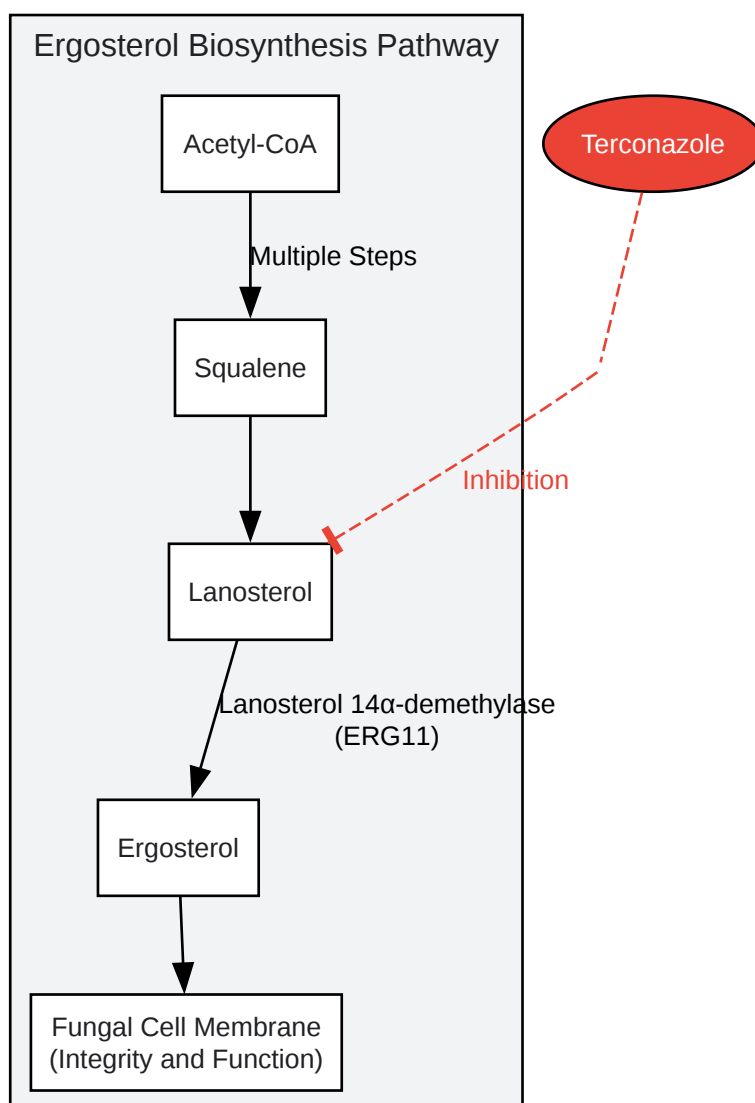 Ergosterol Biosynthesis Pathway
Acetyl-CoA
Terconazole
Multiple Steps
Squalene
Inhibition
Lanosterol
Lanosterol 14α-demethylase
(ERG11)
Ergosterol
Fungal Cell Membrane
(Integrity and Function)